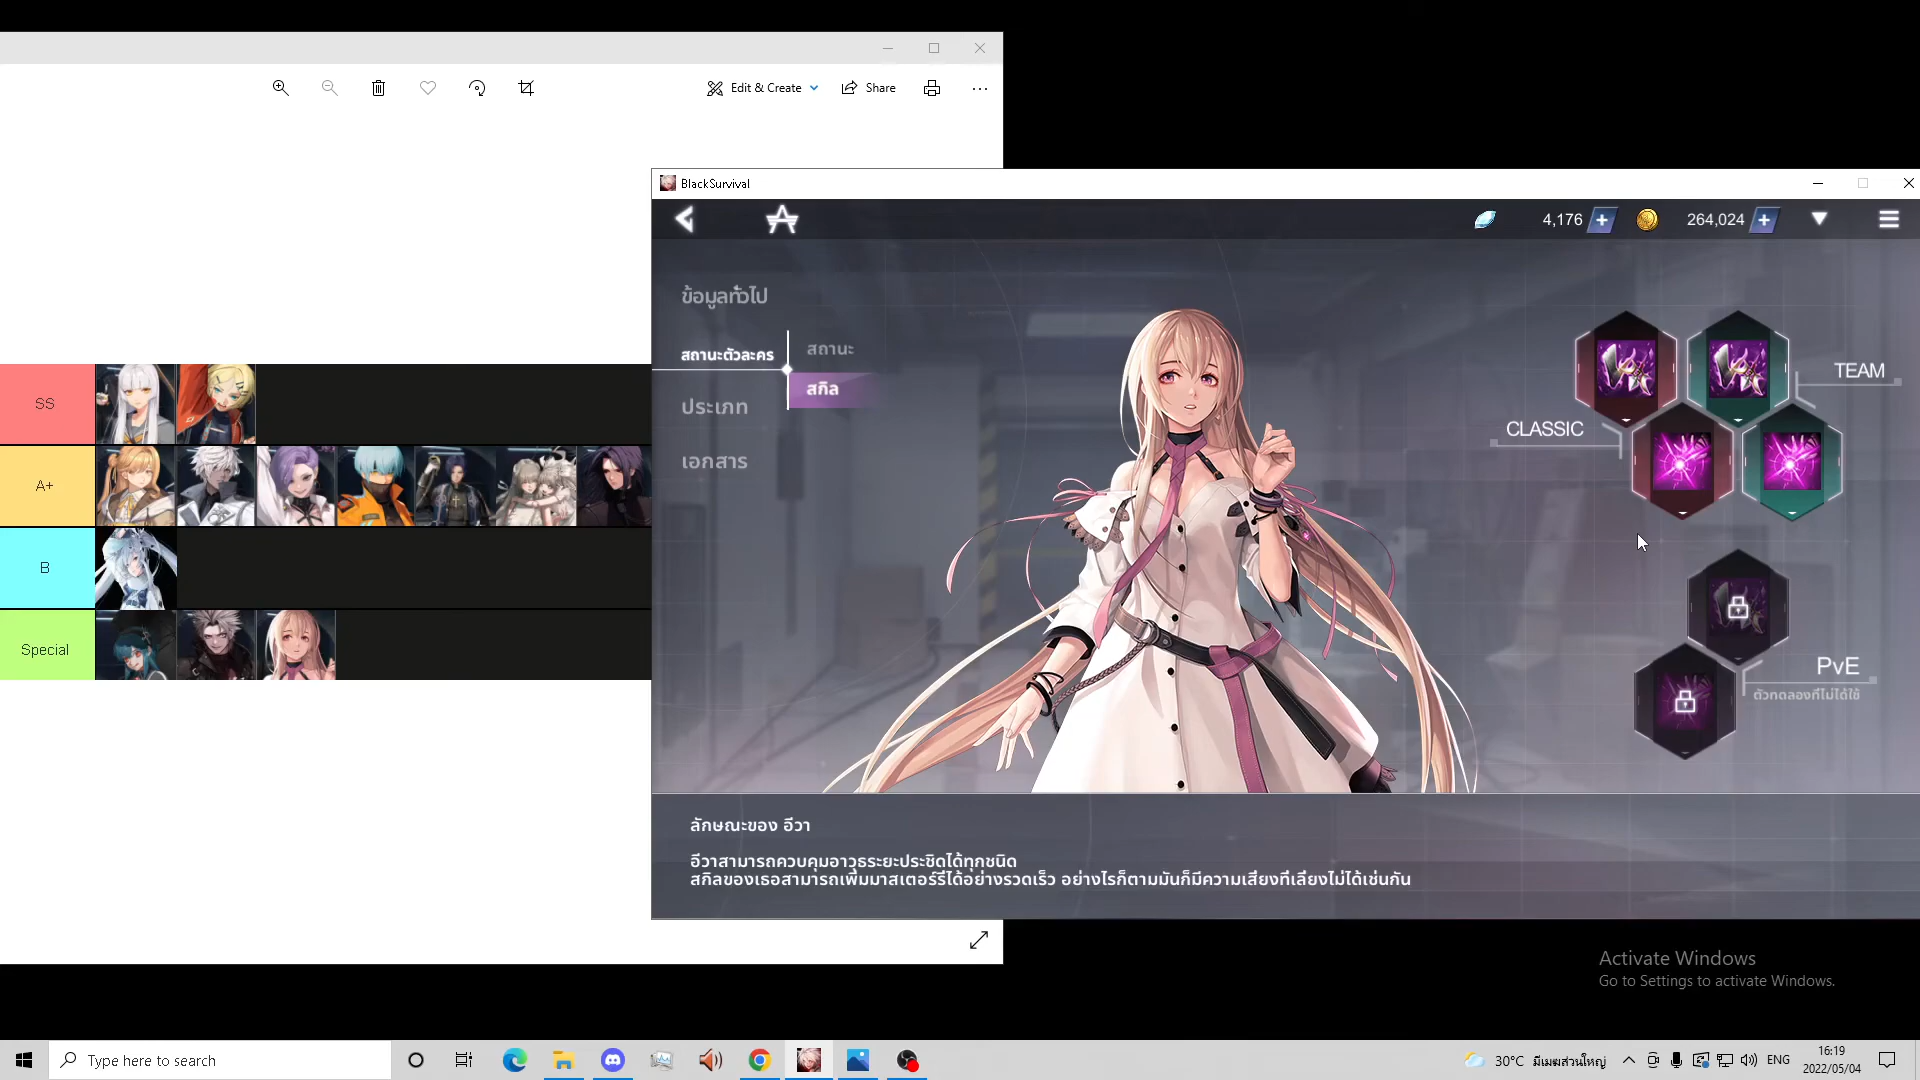 Edit & Create
Share
SS
A+
B
Special
BlackSurvival
4,176
264,024
ข้อมูลทั่วไป
สถานะตัวละคร
สถานะ
สกิล
ประเภท
เอกสาร
TEAM
CLASSIC
PvE
ตัวทดลองที่ไม่ได้ใช้
ลักษณะของ อีวา
อีวาสามารถควบคุมอาวุธระยะประชิดได้ทุกชนิด
สกิลของเธอสามารถเพิ่มมาสเตอร์รี่ได้อย่างรวดเร็ว อย่างไรก็ตามมันก็มีความเสี่ยงที่เลี่ยงไม่ได้เช่นกัน
Activate Windows
Go to Settings to activate Windows.
Type here to search
30°C มีเมฆส่วนใหญ่
ENG
16:19
2022/05/04